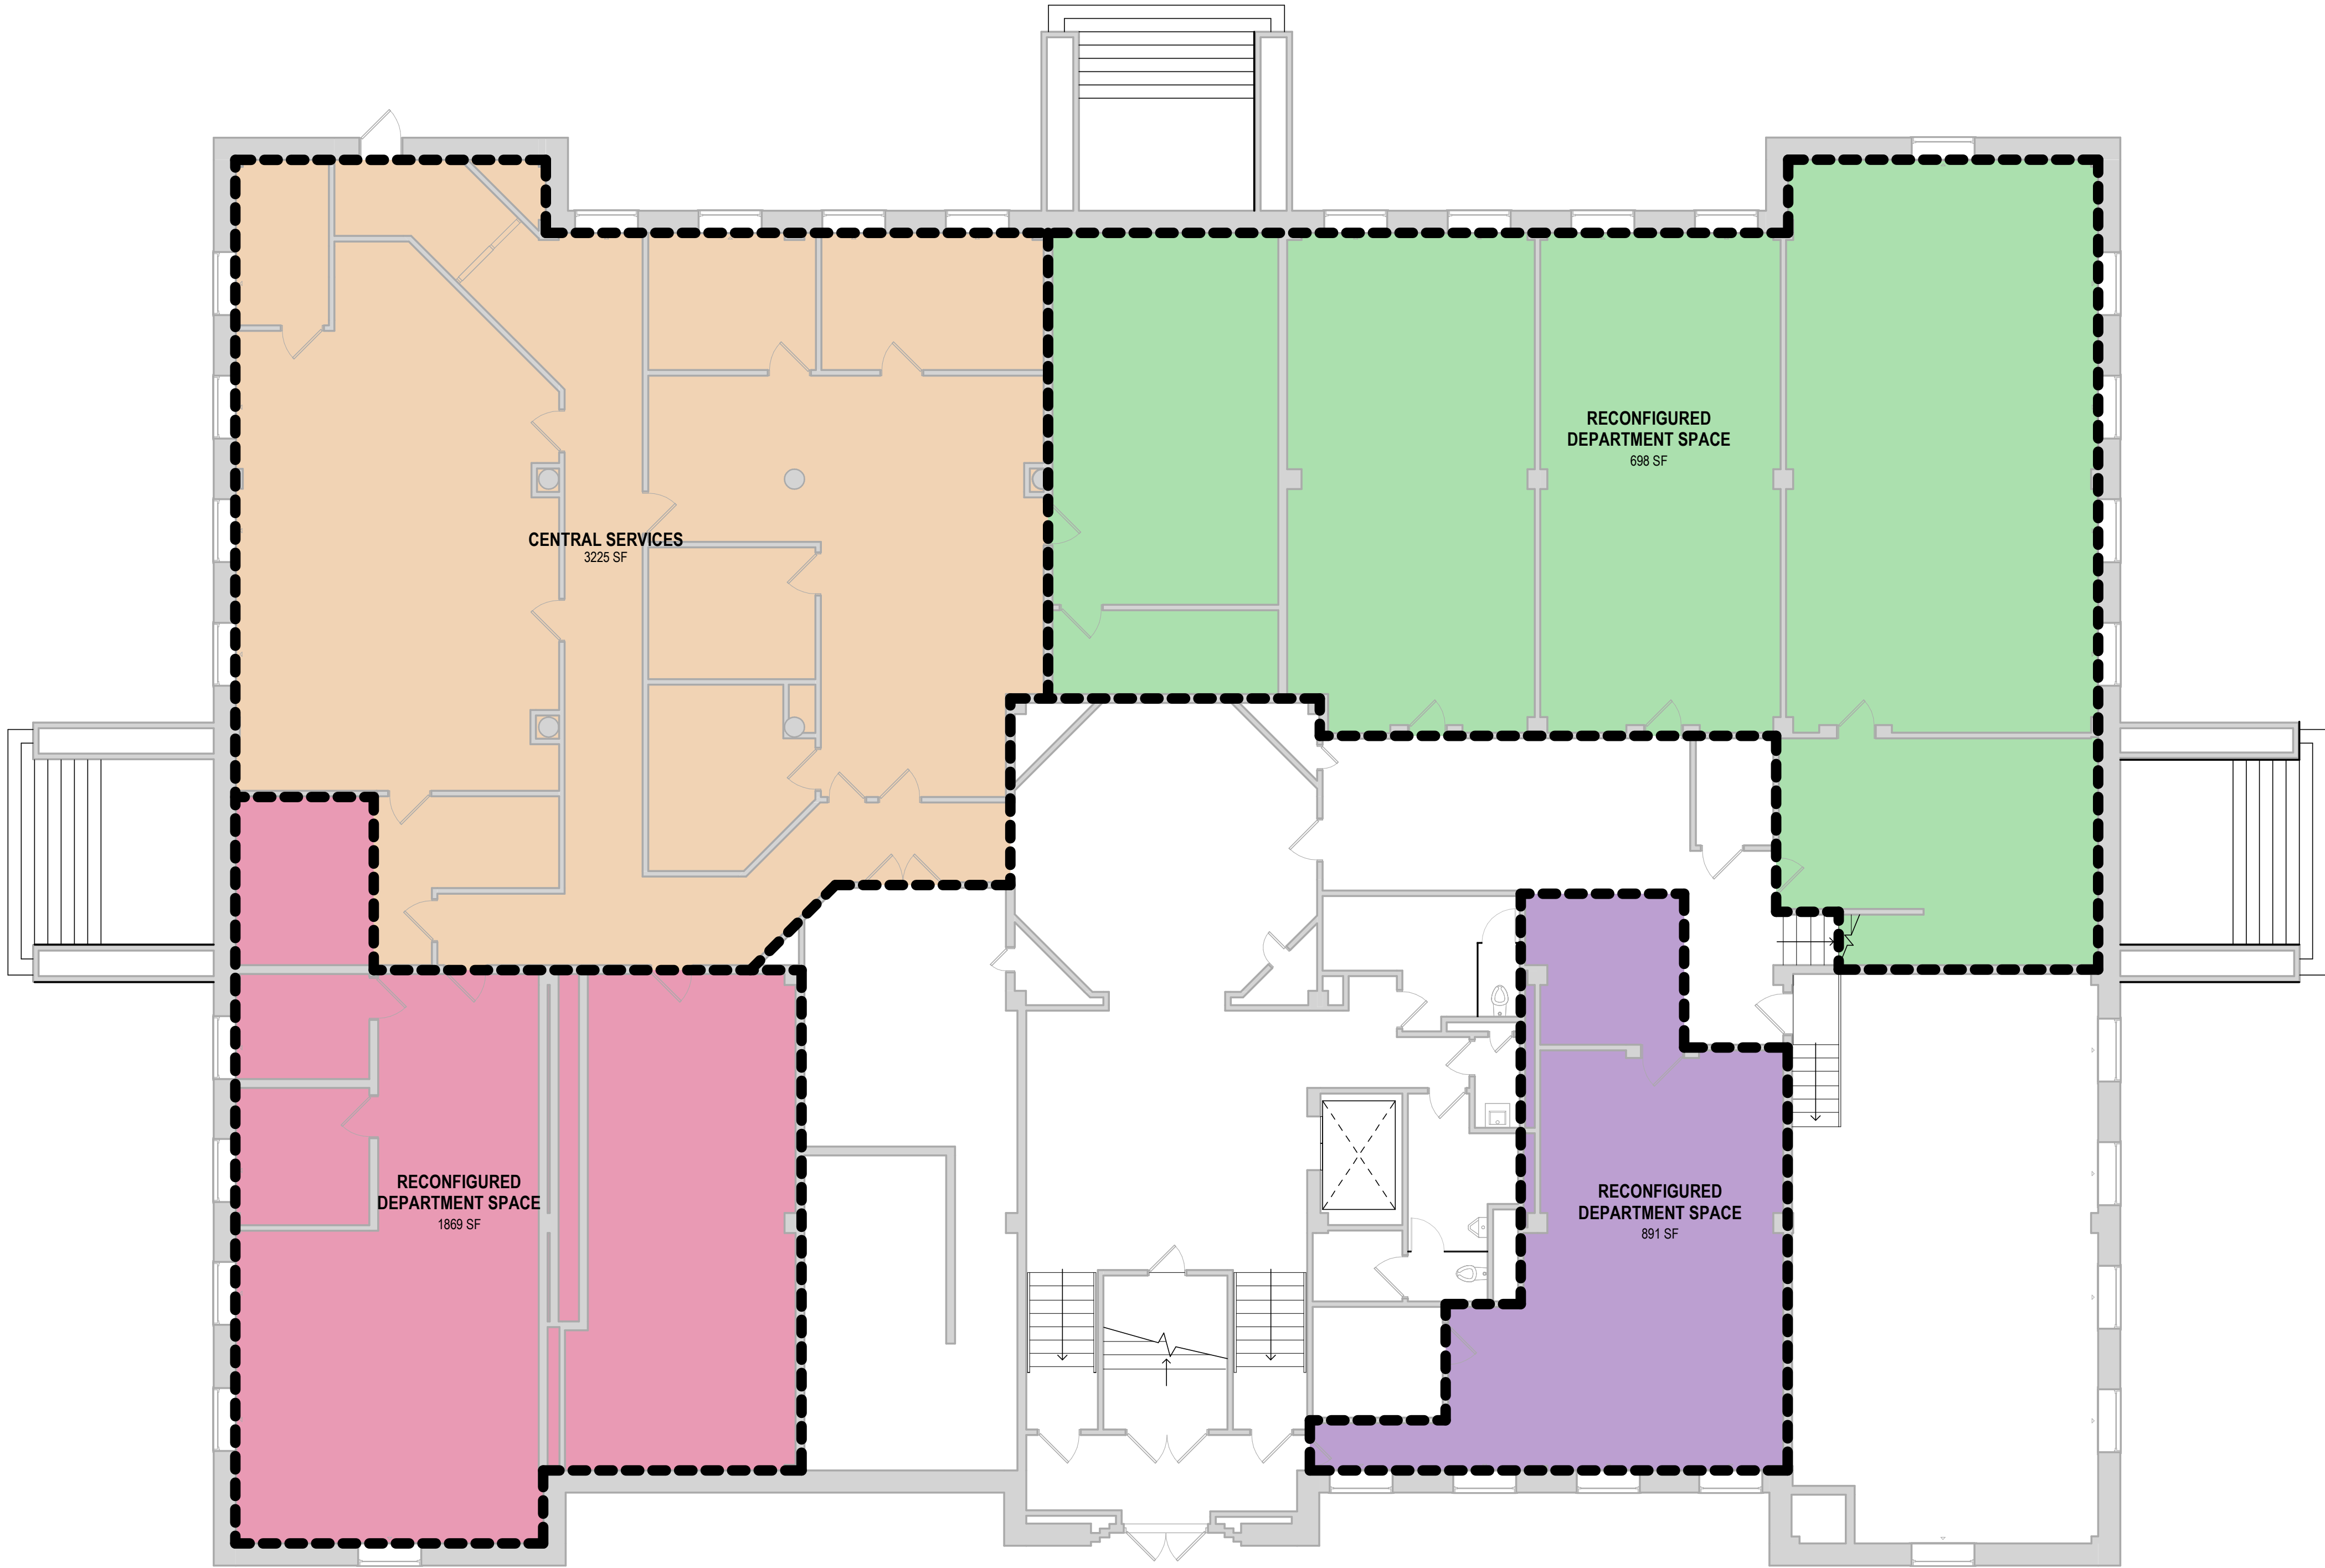 RECONFIGURED
DEPARTMENT SPACE
698 SF
CENTRAL SERVICES
3225 SF
RECONFIGURED
DEPARTMENT SPACE
1869 SF
RECONFIGURED
DEPARTMENT SPACE
891 SF